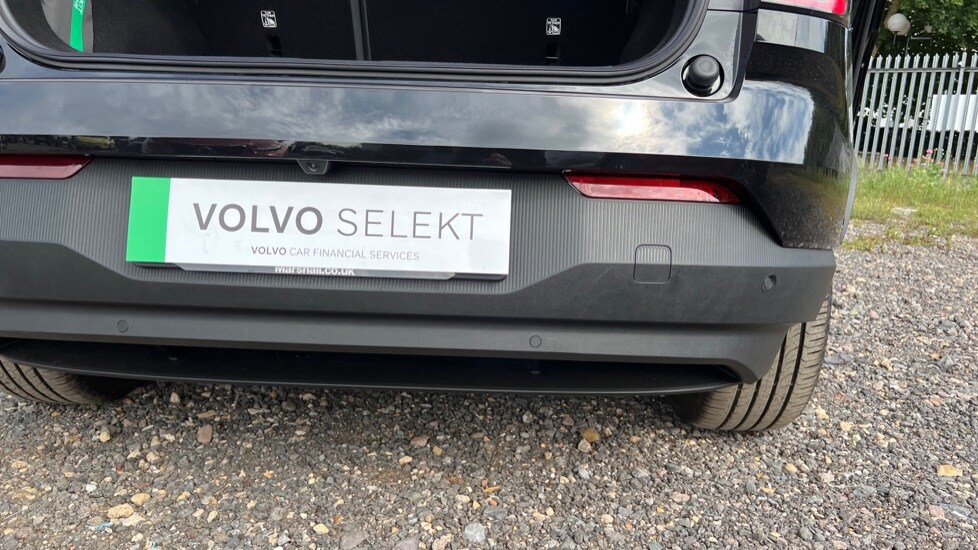 VOLVO SELEKT
VOLVO CAR FINANCIAL SERVICES
Marshall.co.uk